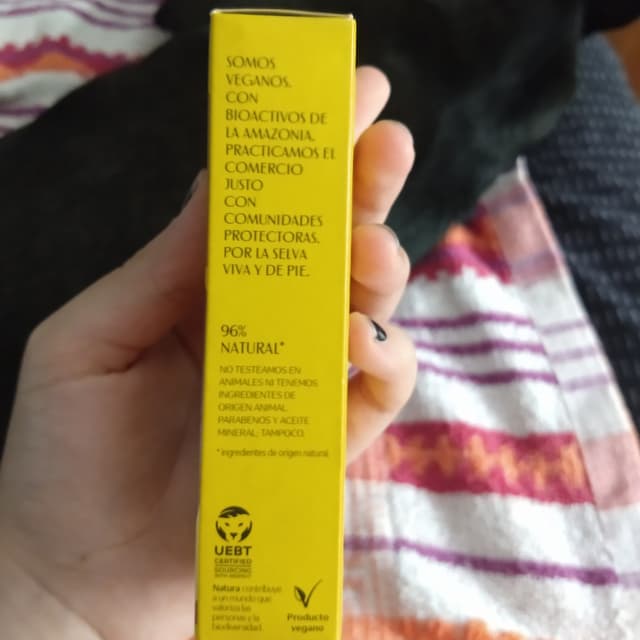 SOMOS
VEGANOS.
CON
BIOACTIVOS DE
LA AMAZONIA.
PRACTICAMOS EL
COMERCIO
JUSTO
CON
COMUNIDADES
PROTECTORAS.
POR LA SELVA
VIVA Y DE PIE.
96%
NATURAL*
NO TESTEAMOS EN
ANIMALES NI TENEMOS
INGREDIENTES DE
ORIGEN ANIMAL
PARABENOS Y ACEITE
MINERAL, TAMPOCO.
*ingredientes de origen natural
UEBT
CERTIFIED
SOURCING
WITH RESPECT
Natura contribuye
a un mundo que
valoriza las
personas y la
biodiversidad.
Producto
vegano